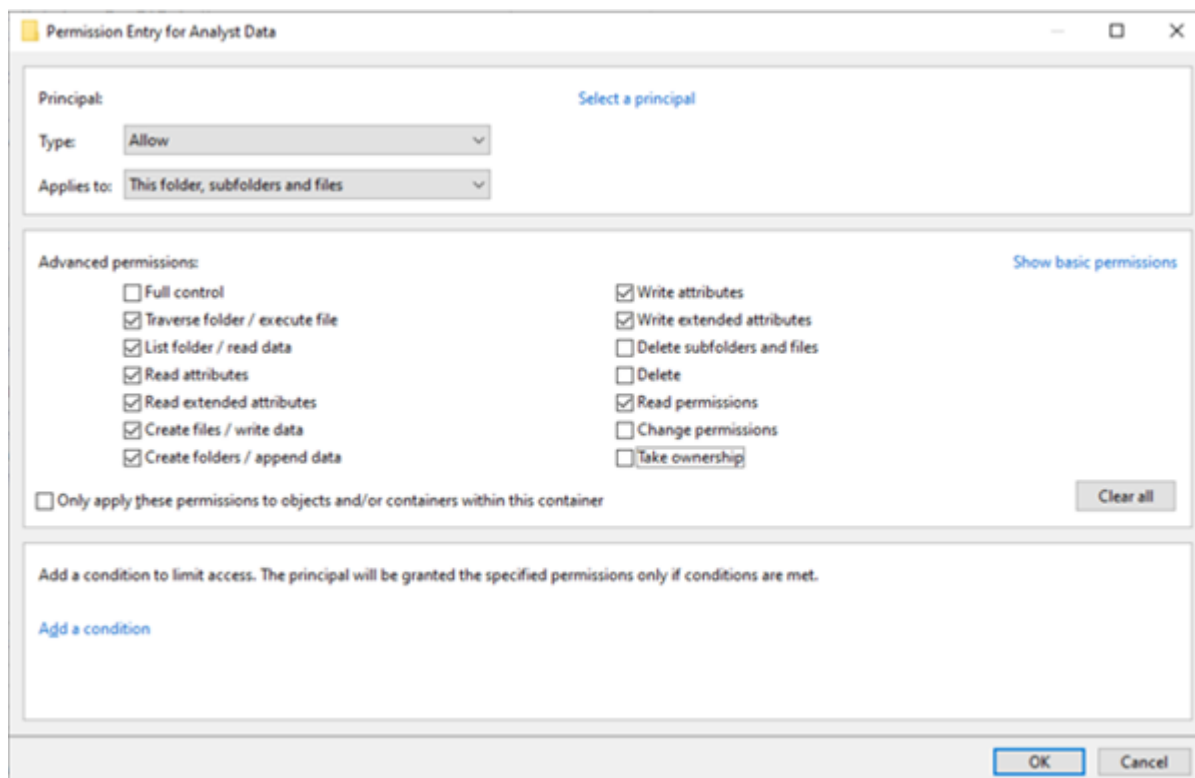 Permission Entry for Analyst Data
Principal: Select a principal
Type: Allow
Applies to: This folder, subfolders and files
Advanced permissions: Show basic permissions
Full control Write attributes
Traverse folder / execute file Write extended attributes
List folder / read data Delete subfolders and files
Read attributes Delete
Read extended attributes Read permissions
Create files / write data Change permissions
Create folders / append data Take ownership
Only apply these permissions to objects and/or containers within this container Clear all
Add a condition to limit access. The principal will be granted the specified permissions only if conditions are met.
Add a condition
OK Cancel